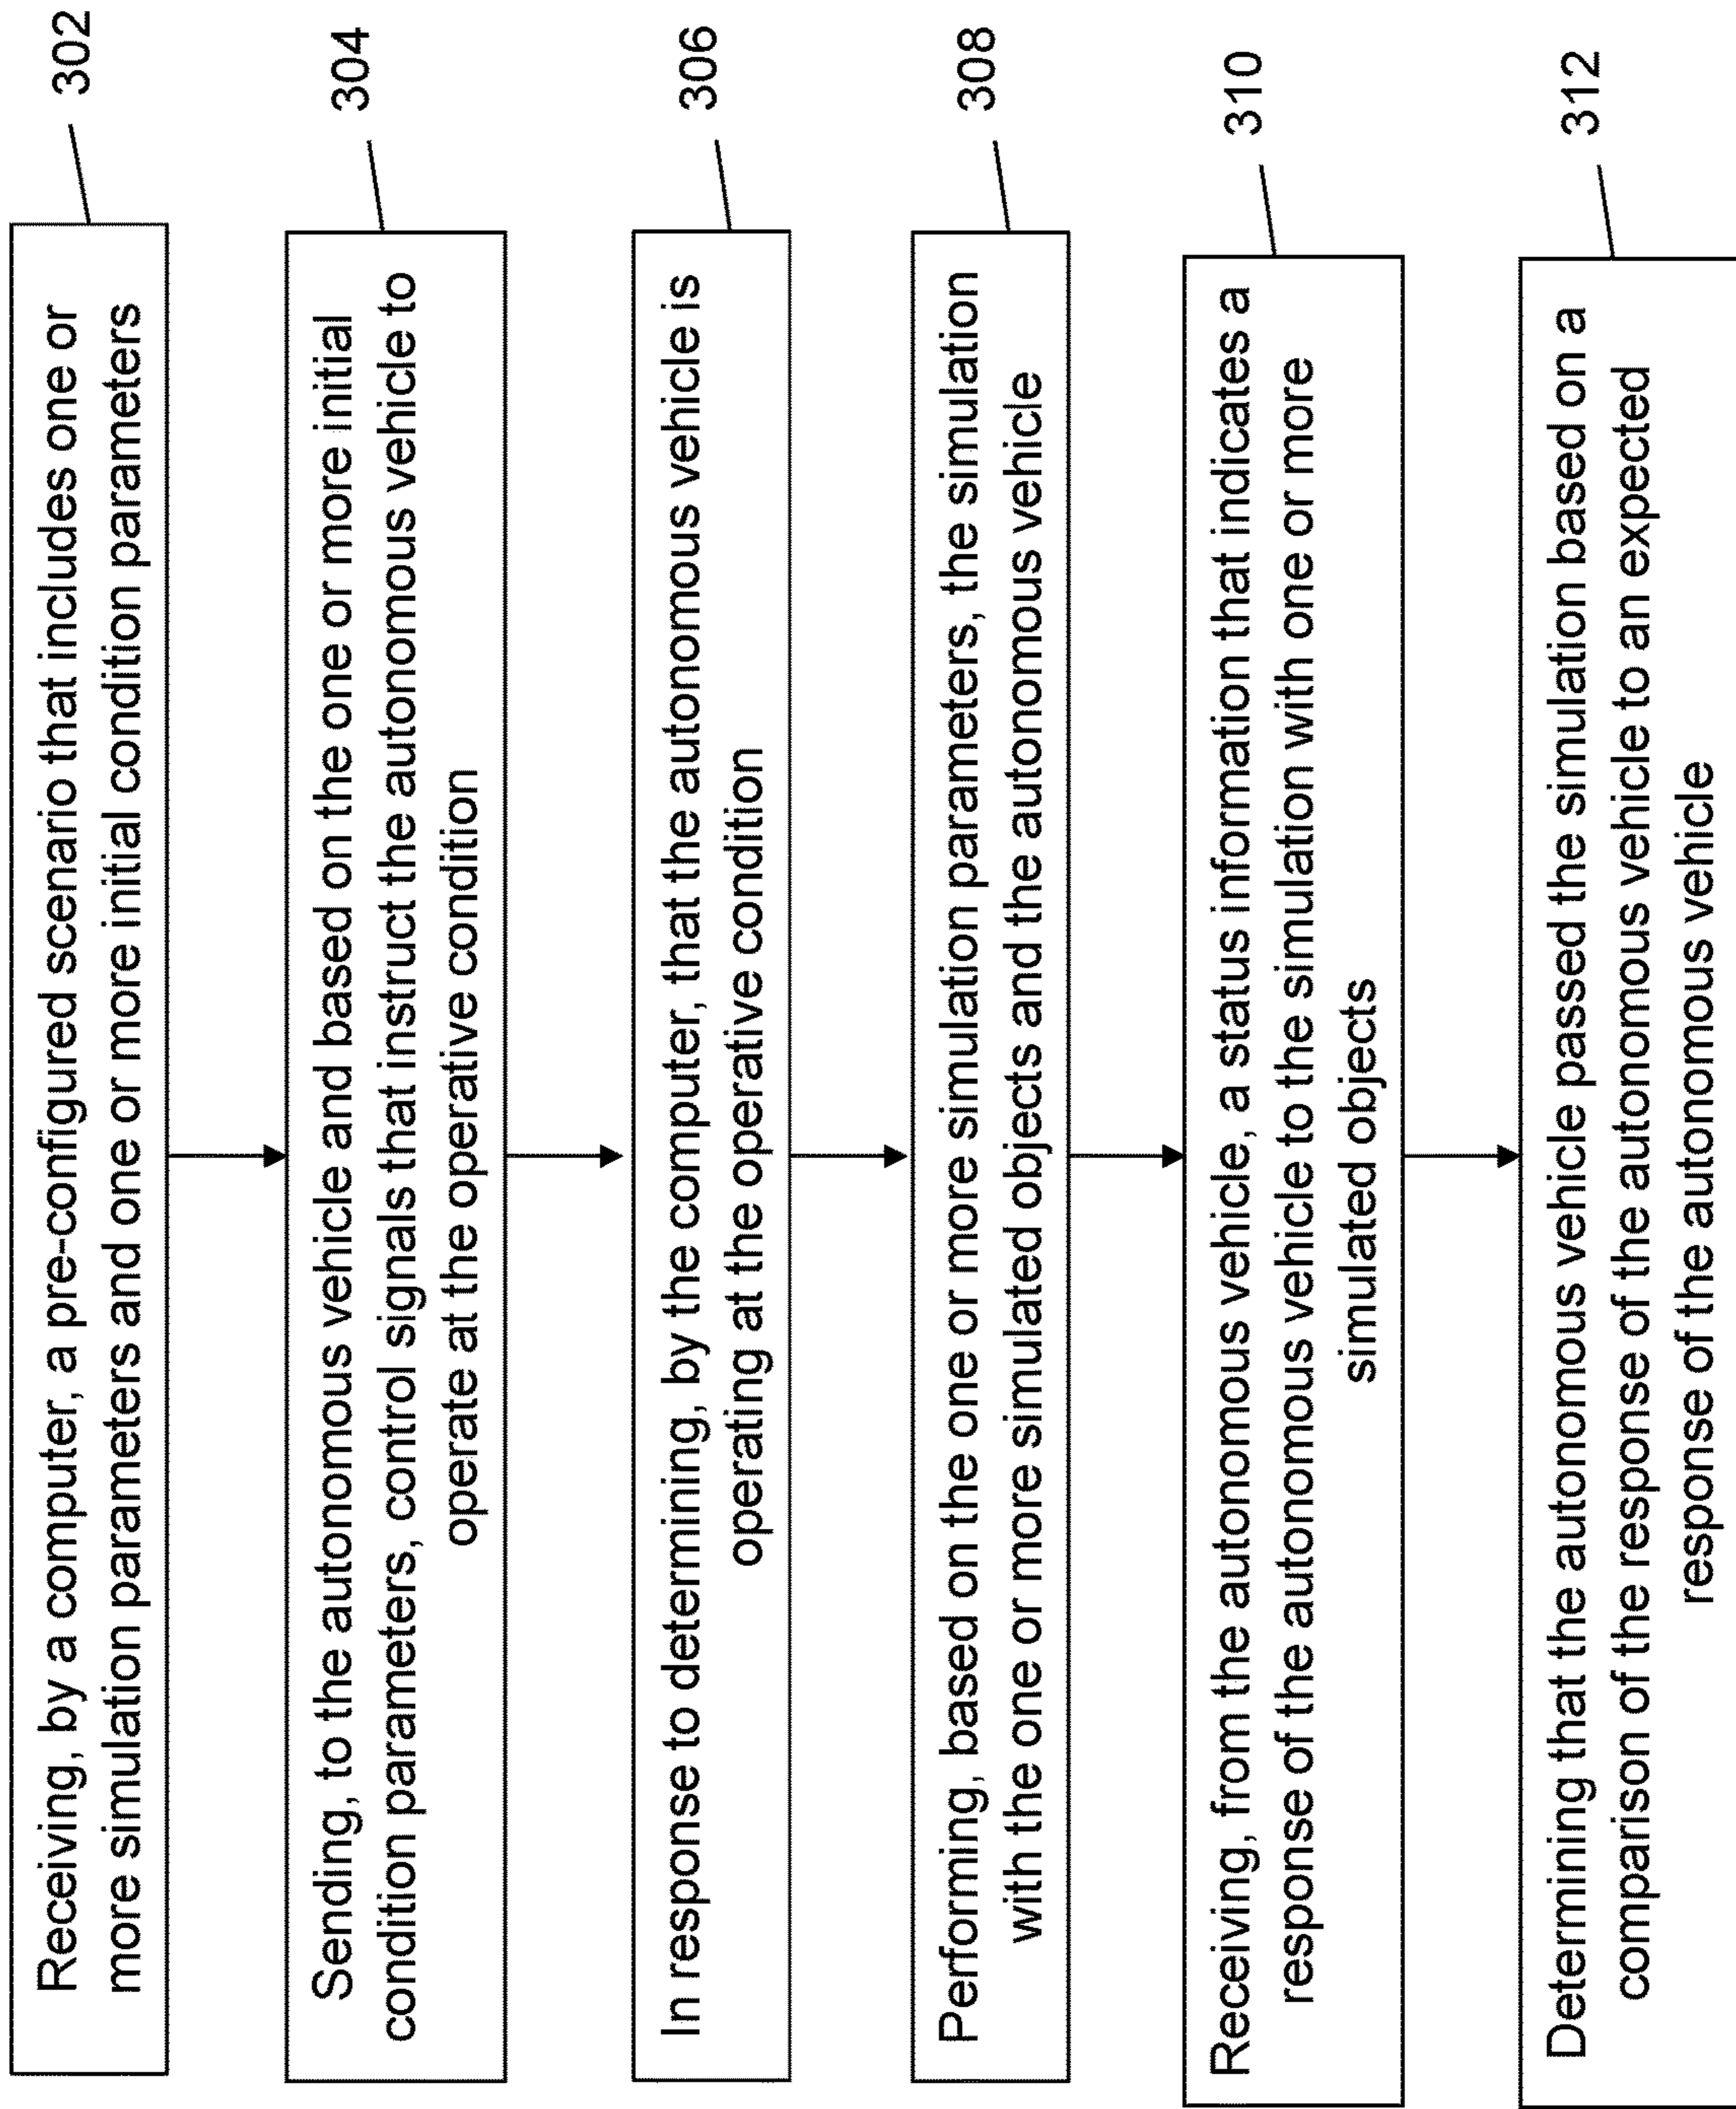 Receiving, by a computer, a pre-configured scenario that includes one or
more simulation parameters and one or more initial condition parameters
302
Sending, to the autonomous vehicle and based on the one or more initial
condition parameters, control signals that instruct the autonomous vehicle to
operate at the operative condition
304
In response to determining, by the computer, that the autonomous vehicle is
operating at the operative condition
306
Performing, based on the one or more simulation parameters, the simulation
with the one or more simulated objects and the autonomous vehicle
308
Receiving, from the autonomous vehicle, a status information that indicates a
response of the autonomous vehicle to the simulation with one or more
simulated objects
310
Determining that the autonomous vehicle passed the simulation based on a
comparison of the response of the autonomous vehicle to an expected
response of the autonomous vehicle
312